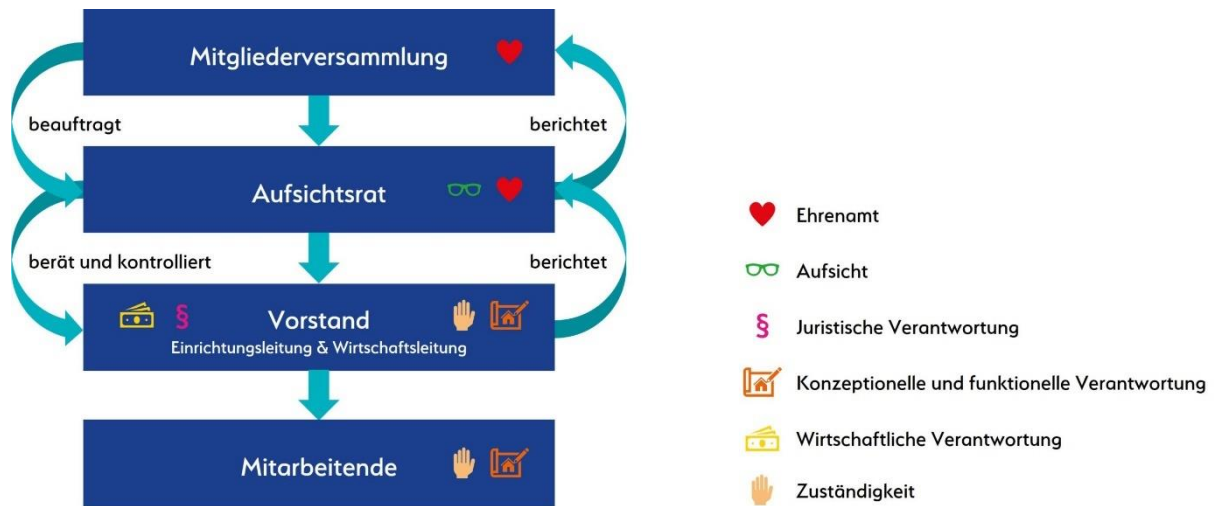 Mitgliederversammlung
beauftragt
berichtet
Aufsichtsrat
berät und kontrolliert
berichtet
§
Vorstand
Einrichtungsleitung & Wirtschaftsleitung
Mitarbeitende
Ehrenamt
Aufsicht
§ Juristische Verantwortung
Konzeptionelle und funktionelle Verantwortung
Wirtschaftliche Verantwortung
Zuständigkeit